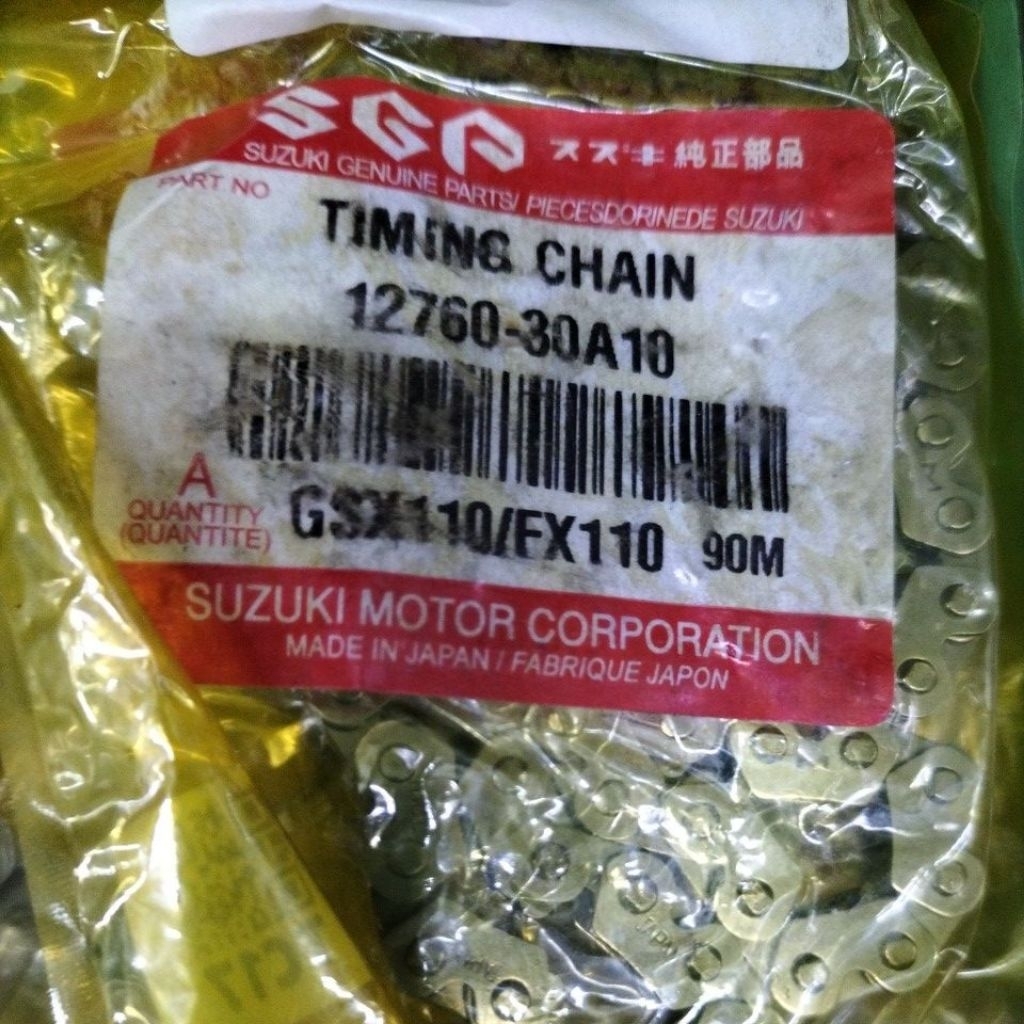 SGP スズキ純正部品
SUZUKI GENUINE PARTS/ PIECESDORINEDE SUZUKI
PART NO
TIMING CHAIN
12760-30A10
A
QUANTITY
(QUANTITE)
GSX110/FX110 90M
SUZUKI MOTOR CORPORATION
MADE IN JAPAN / FABRIQUE JAPON
C17